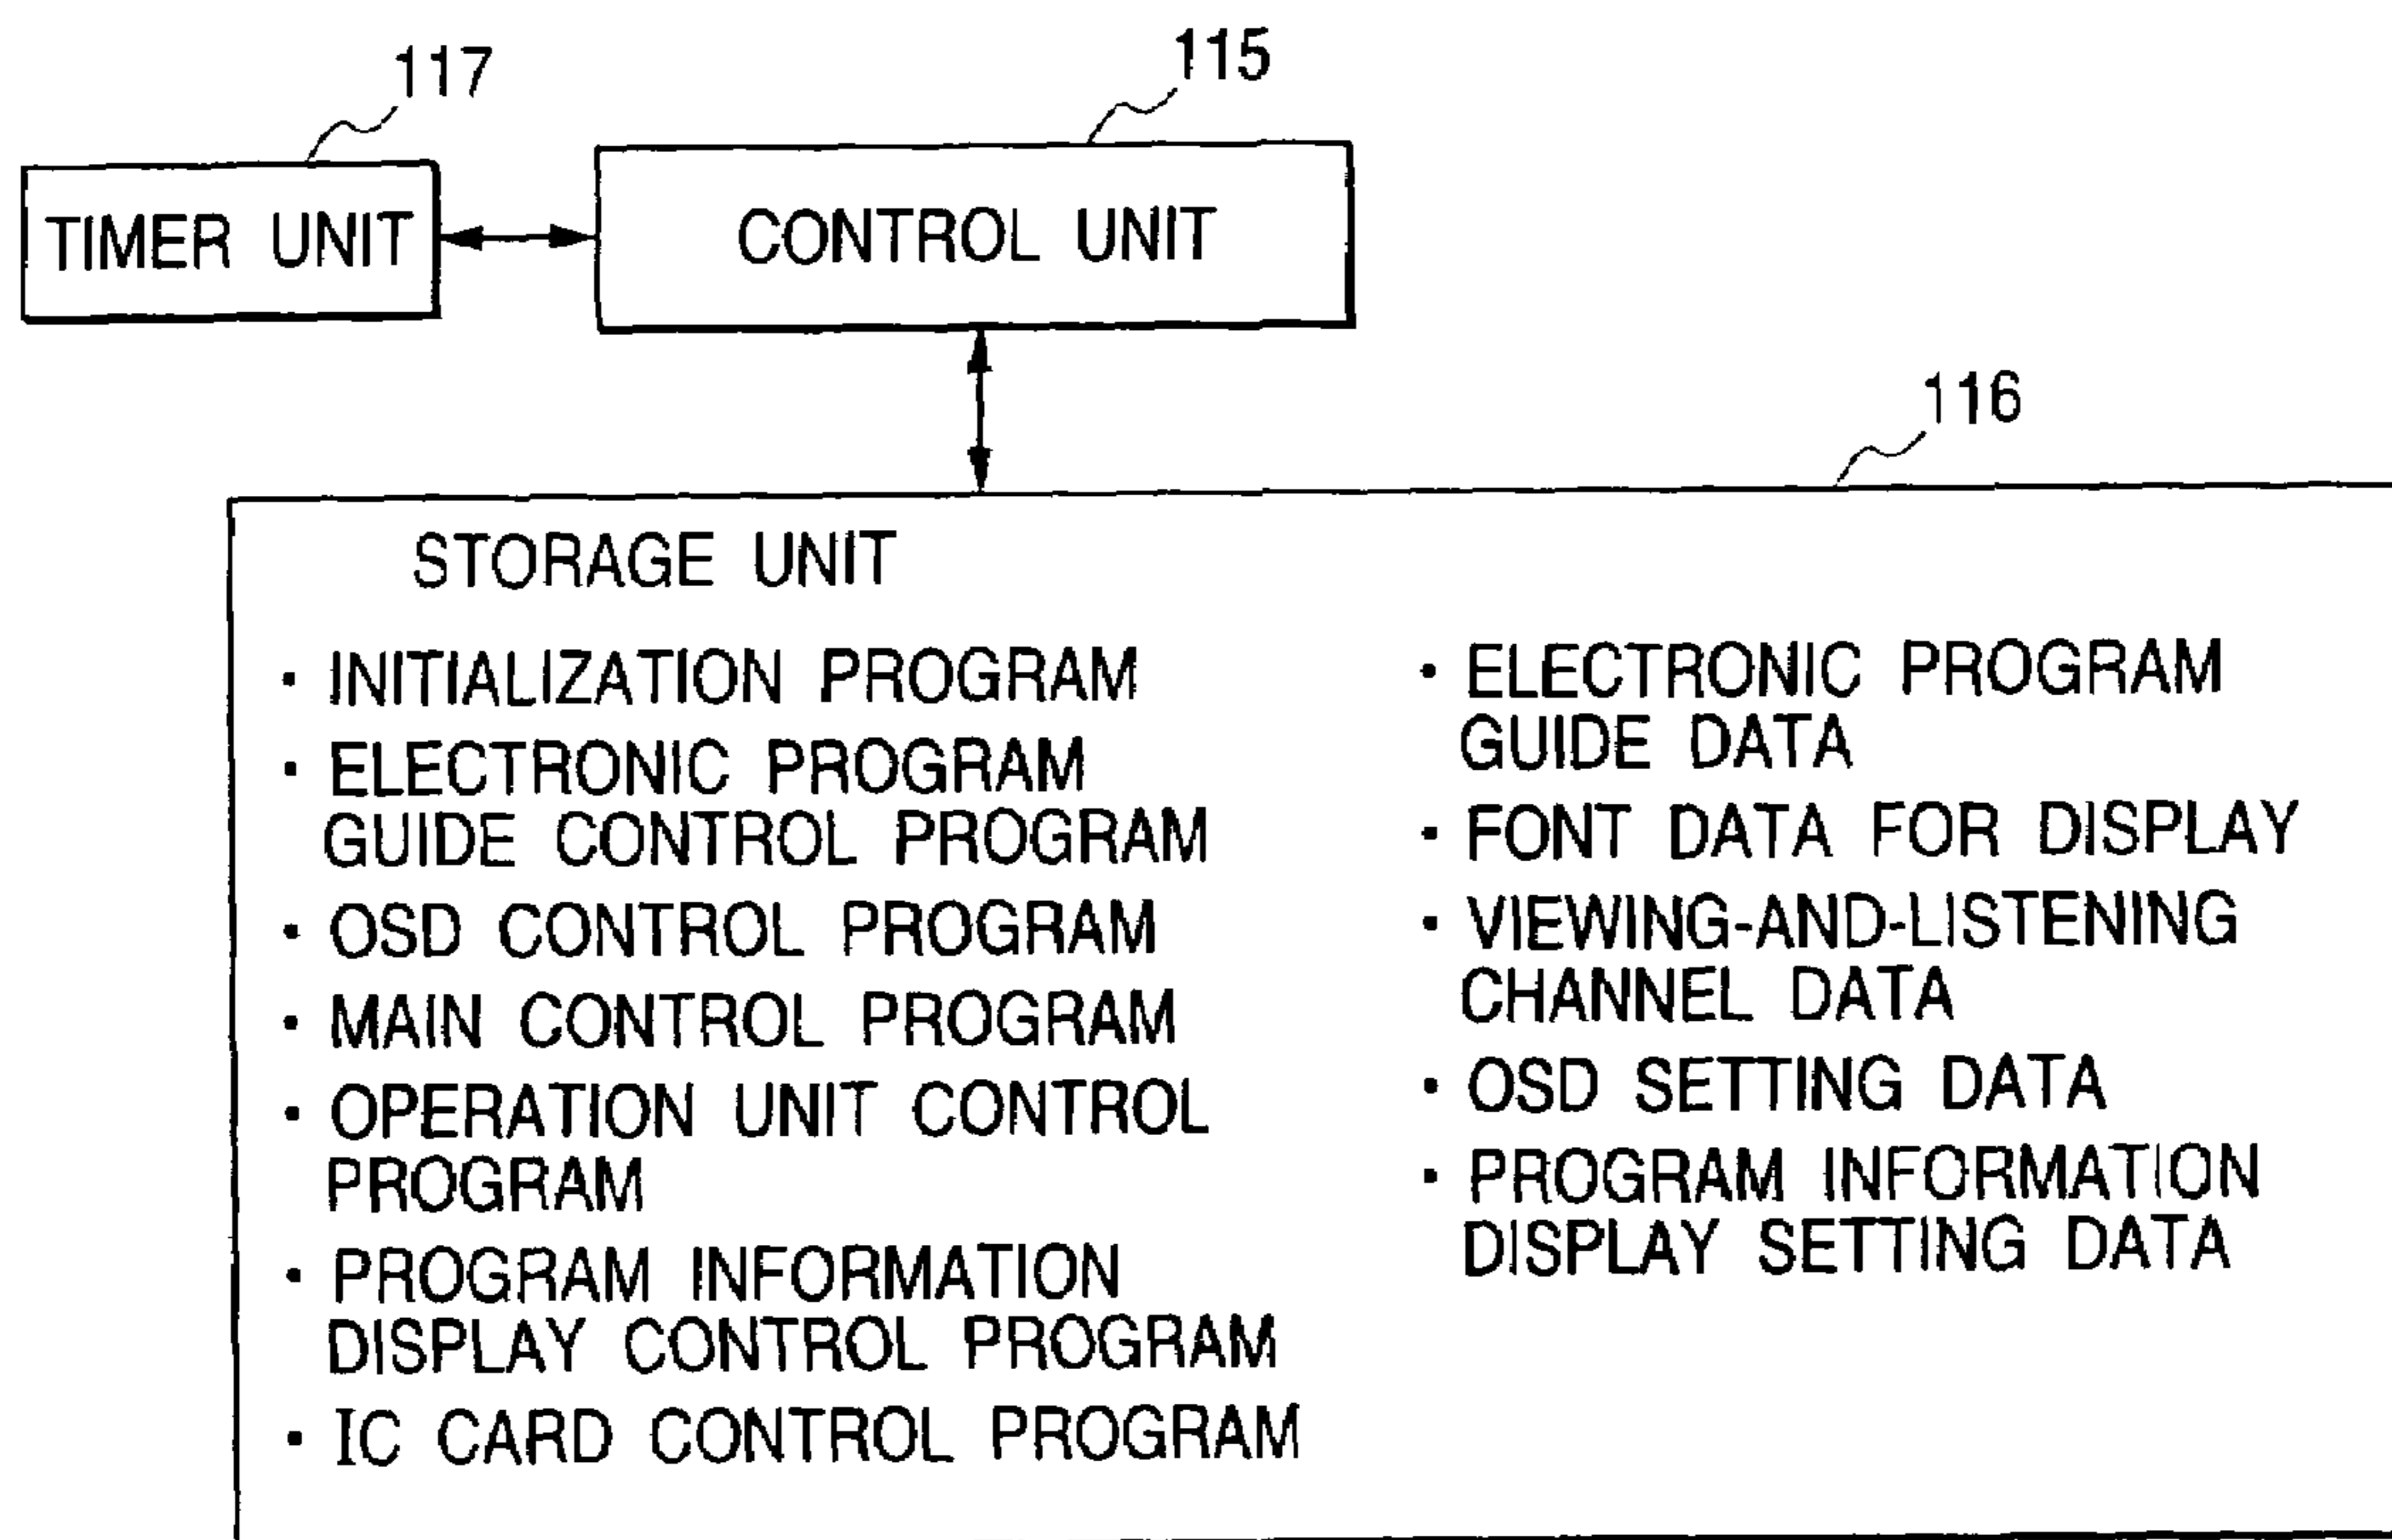 117
115
TIMER UNIT
CONTROL UNIT
116
STORAGE UNIT
· INITIALIZATION PROGRAM
· ELECTRONIC PROGRAM
GUIDE CONTROL PROGRAM
· OSD CONTROL PROGRAM
· MAIN CONTROL PROGRAM
· OPERATION UNIT CONTROL
PROGRAM
· PROGRAM INFORMATION
DISPLAY CONTROL PROGRAM
· IC CARD CONTROL PROGRAM
· ELECTRONIC PROGRAM
GUIDE DATA
· FONT DATA FOR DISPLAY
· VIEWING-AND-LISTENING
CHANNEL DATA
· OSD SETTING DATA
· PROGRAM INFORMATION
DISPLAY SETTING DATA